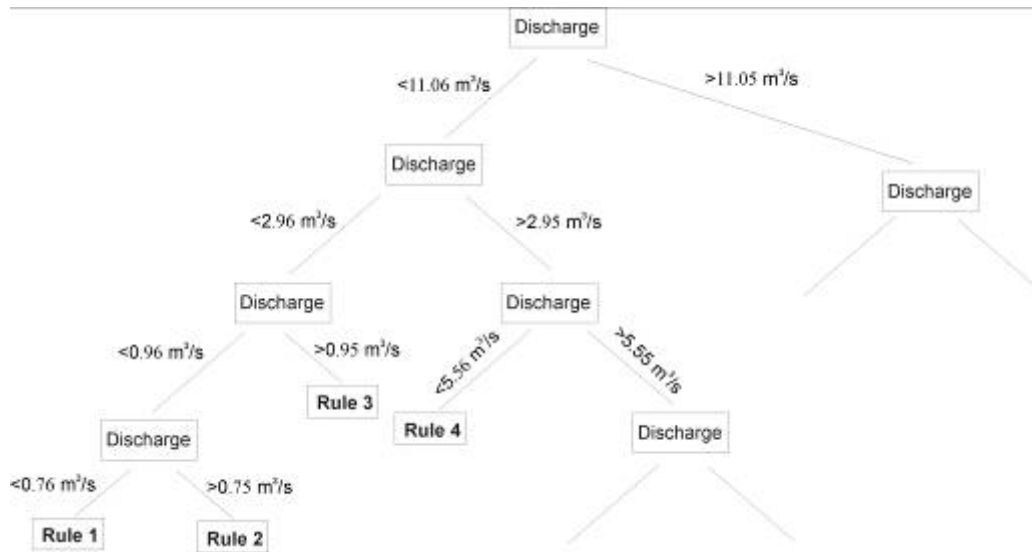 Discharge
<11.06 m³/s
>11.05 m³/s
Discharge
Discharge
<2.96 m³/s
>2.95 m³/s
Discharge
Discharge
<0.96 m³/s
>0.95 m³/s
<5.56 m³/s
>5.55 m³/s
Rule 3
Rule 4
Discharge
Discharge
<0.76 m³/s
>0.75 m³/s
Rule 1
Rule 2